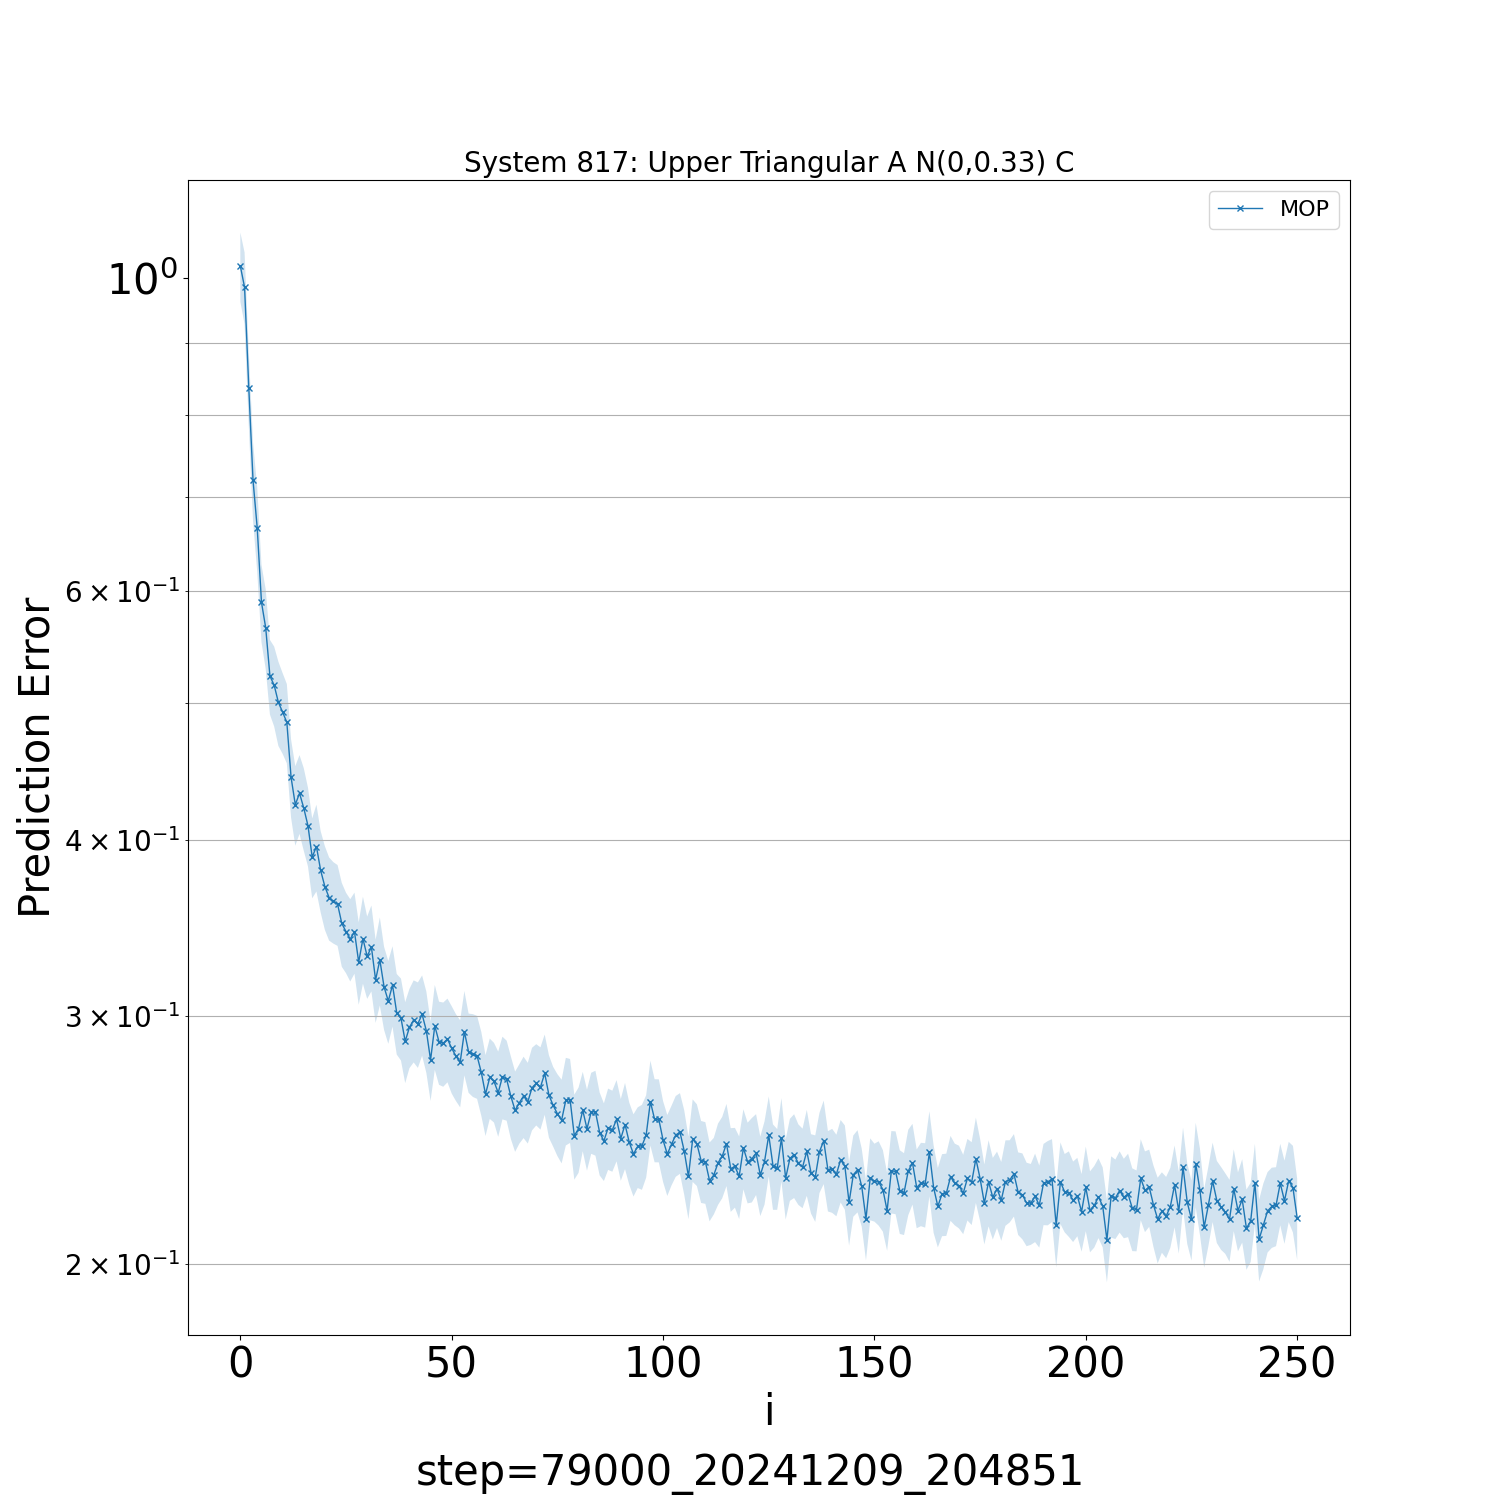 System 817: Upper Triangular A N(0,0.33) C
MOP
10⁰
6 × 10⁻¹
4 × 10⁻¹
3 × 10⁻¹
2 × 10⁻¹
Prediction Error
0 50 100 150 200 250
i
step=79000_20241209_204851